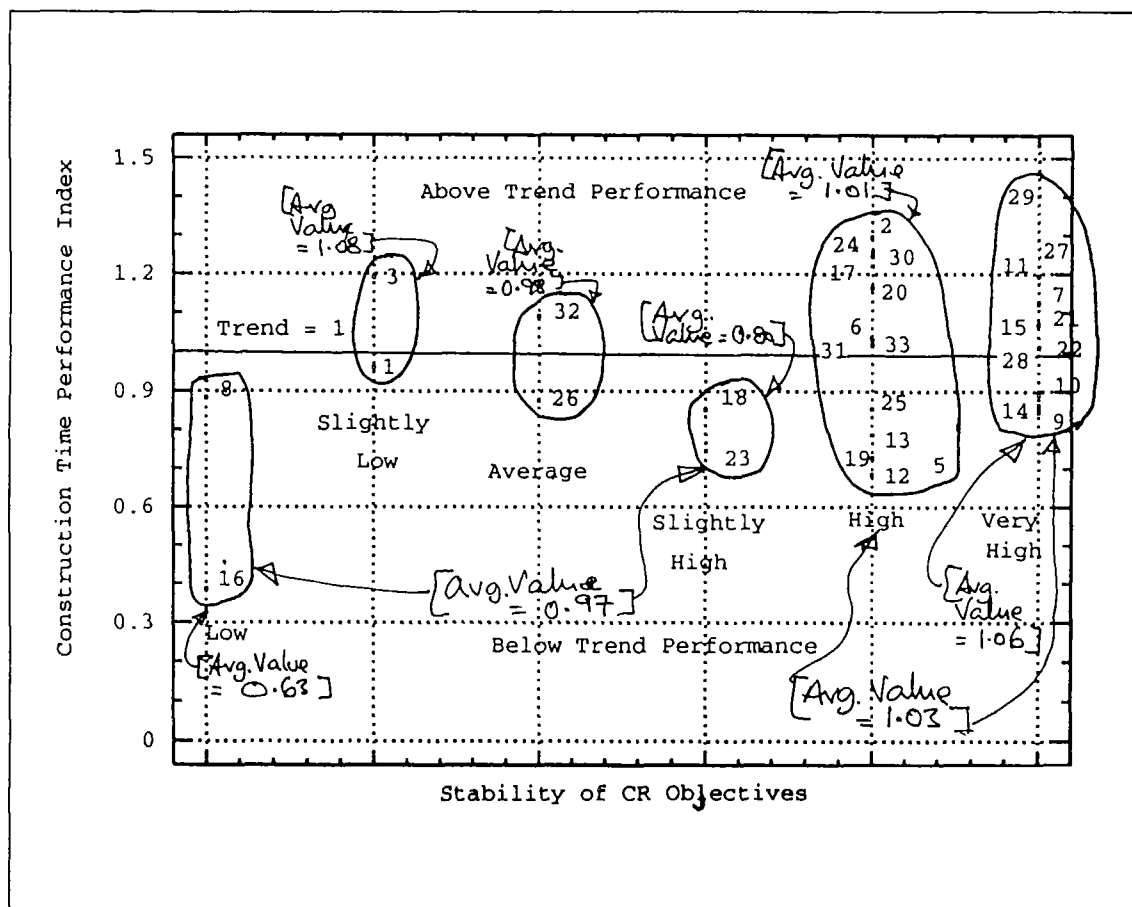 1.5
1.2
0.9
0.6
0.3
0
Construction Time Performance Index
Above Trend Performance
[Avg. Value
= 1.01]
[Avg
Value
= 1.08]
[Avg.
Value
=0.98
[Avg.
Value=0.8]
[Avg.Value
= 0.97]
[Avg.Value
= 0.63]
[Avg.
Value
= 1.06]
[Avg. Value
= 1.03]
Trend = 1
8
16
3
1
32
26
18
23
2
24
30
17
20
6
33
31
25
13
19
12
5
29
27
11
7
21
15
22
28
10
14
9
Low
Slightly
Low
Average
Slightly
High
High
Very
High
Below Trend Performance
Stability of CR Objectives